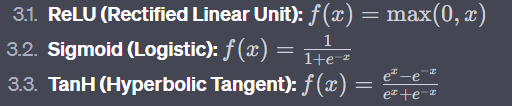 3.1. ReLU (Rectified Linear Unit): f(x) = max(0, x)
3.2. Sigmoid (Logistic): f(x) = 1/(1+e^{-x})
3.3. TanH (Hyperbolic Tangent): f(x) = (e^x−e^{-x})/(e^x+e^{-x})